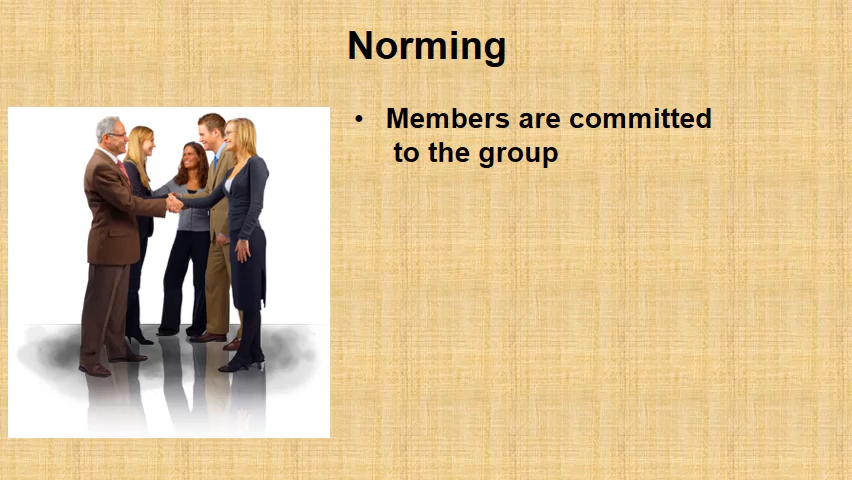 Norming
• Members are committed
to the group